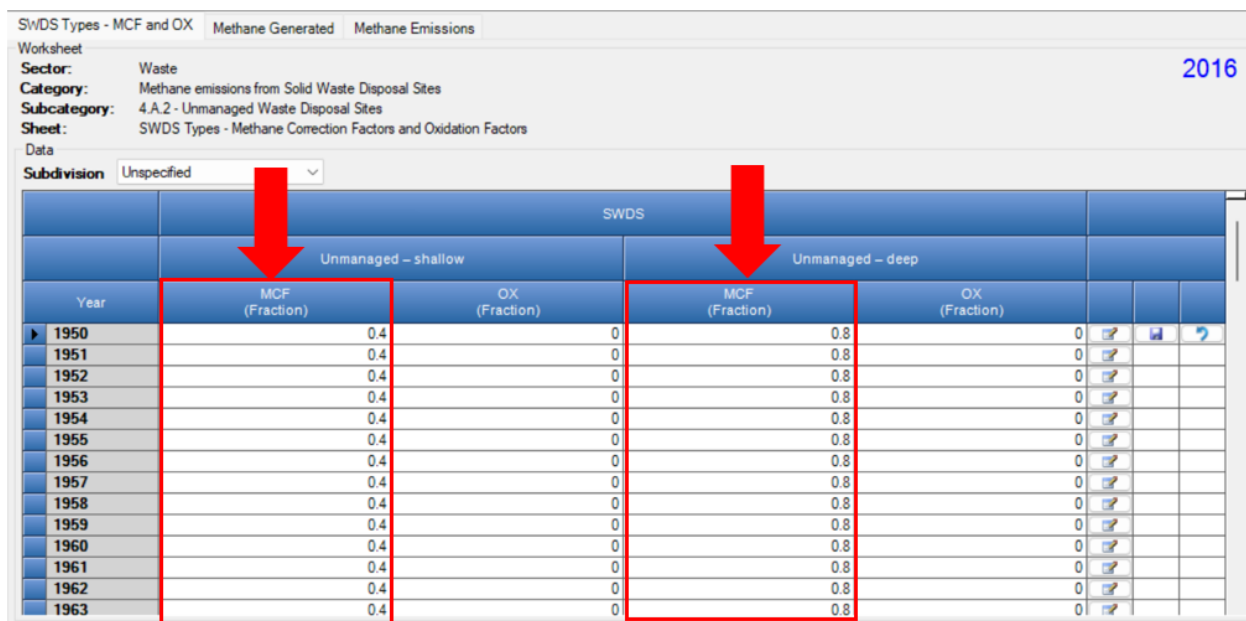 SWDS Types - MCF and OX Methane Generated Methane Emissions
Worksheet
Sector: Waste
2016
Category: Methane emissions from Solid Waste Disposal Sites
Subcategory: 4.A.2 - Unmanaged Waste Disposal Sites
Sheet: SWDS Types - Methane Correction Factors and Oxidation Factors
Data
Subdivision Unspecified
SWDS
Unmanaged – shallow Unmanaged – deep
Year MCF (Fraction) OX (Fraction) MCF (Fraction) OX (Fraction)
1950 0.4 0 0.8 0
1951 0.4 0 0.8 0
1952 0.4 0 0.8 0
1953 0.4 0 0.8 0
1954 0.4 0 0.8 0
1955 0.4 0 0.8 0
1956 0.4 0 0.8 0
1957 0.4 0 0.8 0
1958 0.4 0 0.8 0
1959 0.4 0 0.8 0
1960 0.4 0 0.8 0
1961 0.4 0 0.8 0
1962 0.4 0 0.8 0
1963 0.4 0 0.8 0